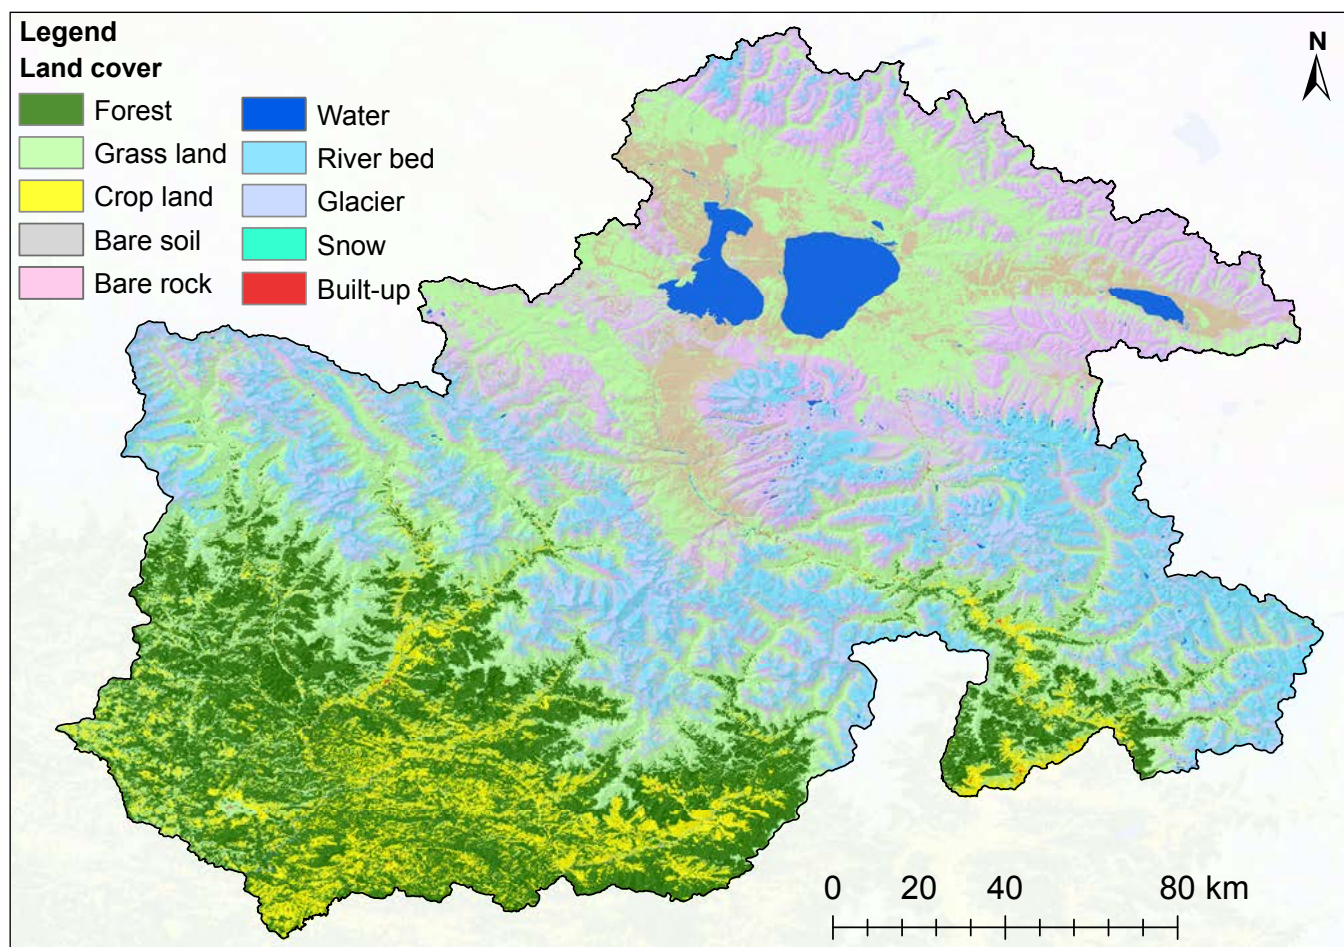 Legend
Land cover
Forest
Grass land
Crop land
Bare soil
Bare rock
Water
River bed
Glacier
Snow
Built-up
N
0 20 40 80 km